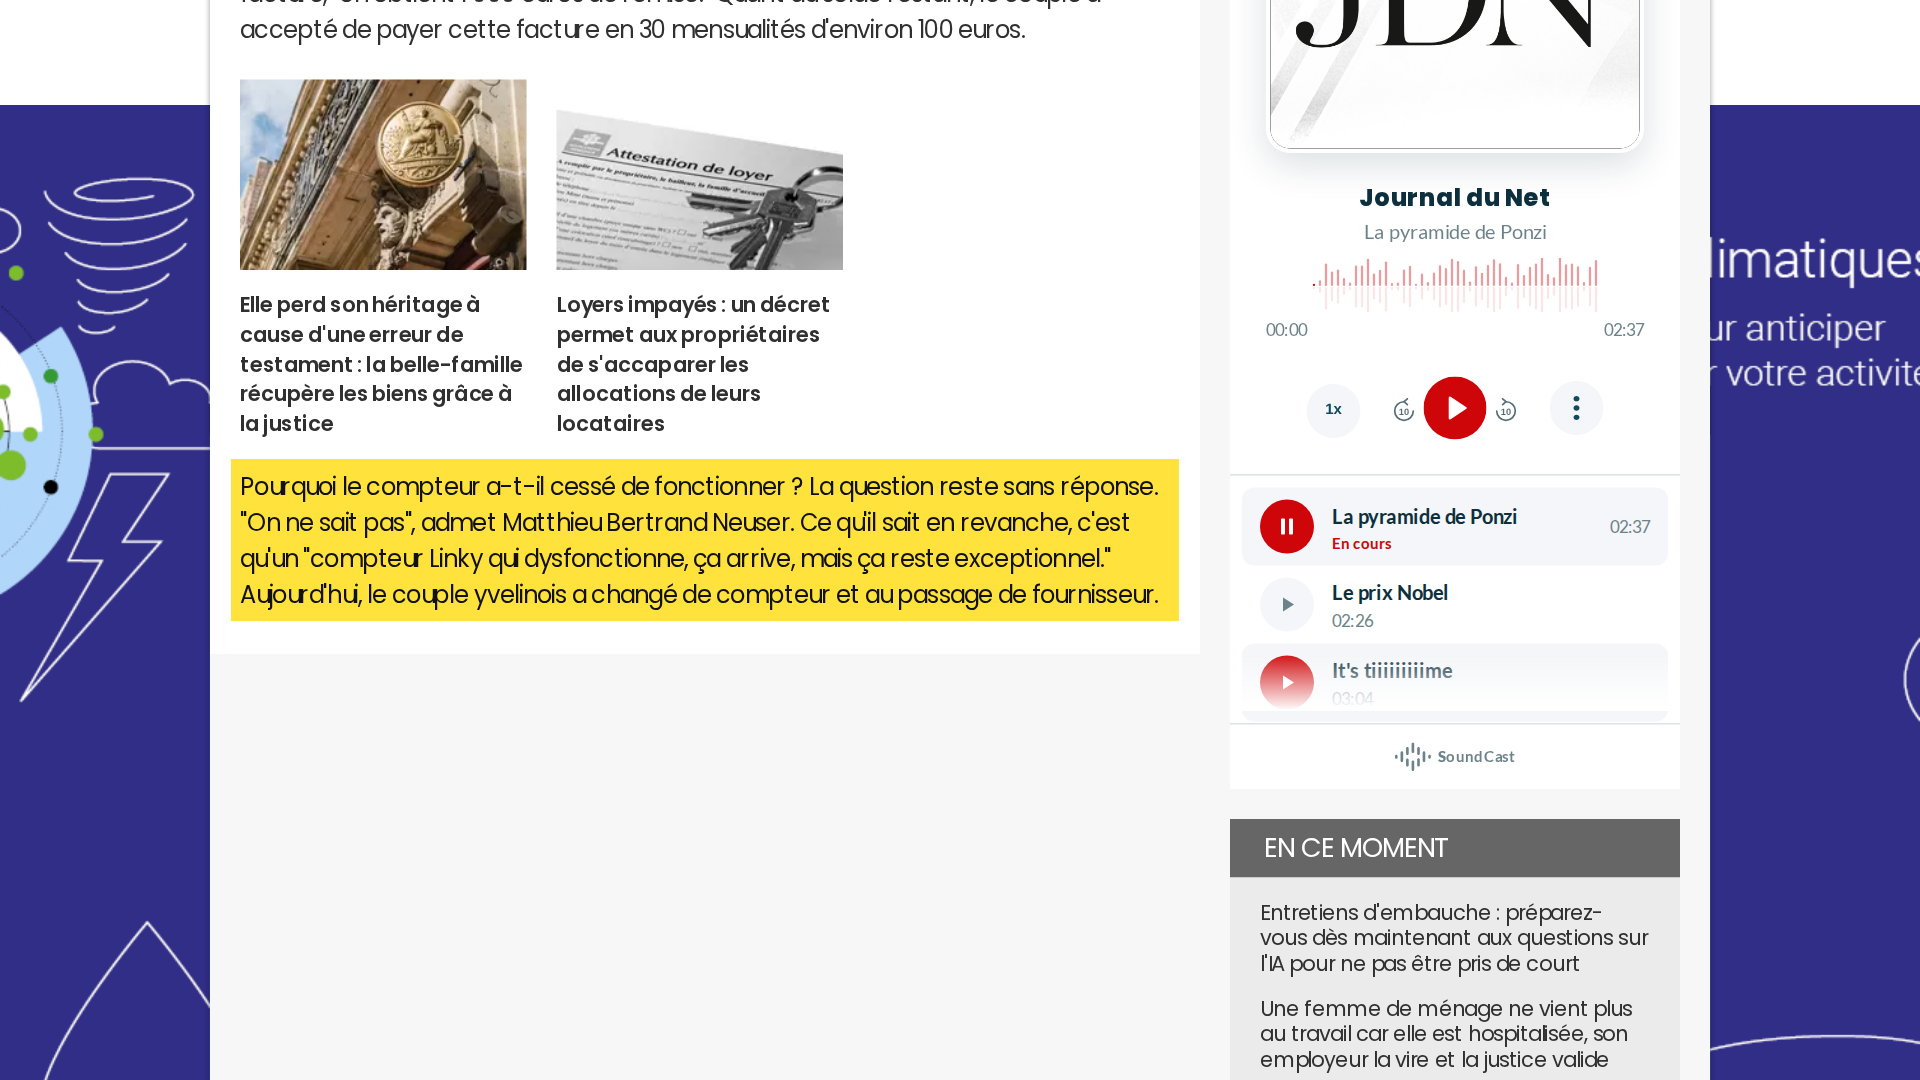 accepté de payer cette facture en 30 mensualités d'environ 100 euros.
Attestation de loyer
Elle perd son héritage à
cause d'une erreur de
testament : la belle-famille
récupère les biens grâce à
la justice
Loyers impayés : un décret
permet aux propriétaires
de s'accaparer les
allocations de leurs
locataires
Pourquoi le compteur a-t-il cessé de fonctionner ? La question reste sans réponse.
"On ne sait pas", admet Matthieu Bertrand Neuser. Ce qu'il sait en revanche, c'est
qu'un "compteur Linky qui dysfonctionne, ça arrive, mais ça reste exceptionnel."
Aujourd'hui, le couple yvelinois a changé de compteur et au passage de fournisseur.
JDN
Journal du Net
La pyramide de Ponzi
00:00
02:37
1x
10
10
La pyramide de Ponzi
En cours
02:37
Le prix Nobel
02:26
It's tiiiiiiiiime
03:04
SoundCast
EN CE MOMENT
Entretiens d'embauche : préparez-
vous dès maintenant aux questions sur
l'IA pour ne pas être pris de court
Une femme de ménage ne vient plus
au travail car elle est hospitalisée, son
employeur la vire et la justice valide
limatiques
ur anticiper
r votre activité